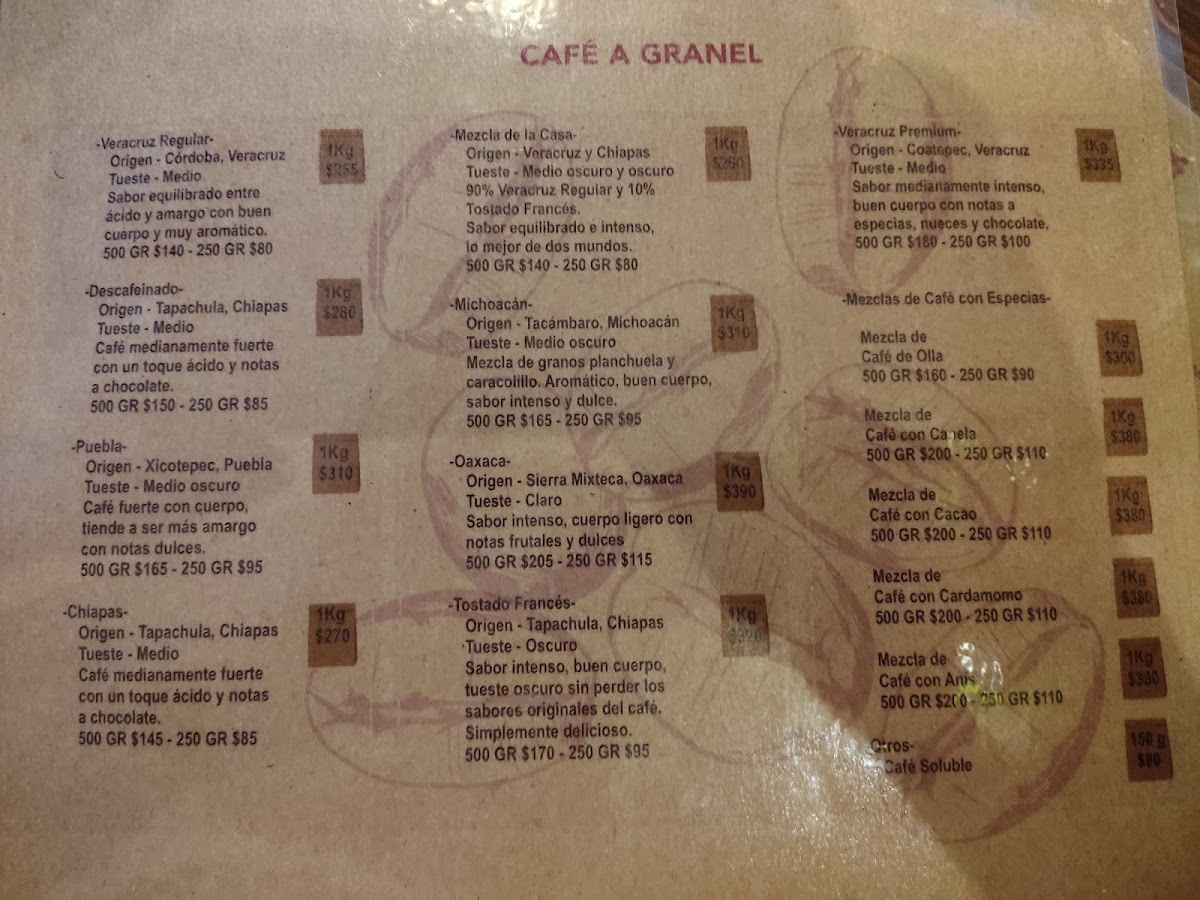 CAFÉ A GRANEL
-Veracruz Regular-
Origen - Córdoba, Veracruz
Tueste - Medio
Sabor equilibrado entre
ácido y amargo con buen
cuerpo y muy aromático.
500 GR $140 - 250 GR $80
1Kg
$255
-Descafeinado-
Origen - Tapachula, Chiapas
Tueste - Medio
Café medianamente fuerte
con un toque ácido y notas
a chocolate.
500 GR $150 - 250 GR $85
1Kg
$280
-Puebla-
Origen - Xicotepec, Puebla
Tueste - Medio oscuro
Café fuerte con cuerpo,
tiende a ser más amargo
con notas dulces.
500 GR $165 - 250 GR $95
1Kg
$310
-Chiapas-
Origen - Tapachula, Chiapas
Tueste - Medio
Café medianamente fuerte
con un toque ácido y notas
a chocolate.
500 GR $145 - 250 GR $85
1Kg
$270
-Mezcla de la Casa-
Origen - Veracruz y Chiapas
Tueste - Medio oscuro y oscuro
90% Veracruz Regular y 10%
Tostado Francés.
Sabor equilibrado e intenso,
lo mejor de dos mundos.
500 GR $140 - 250 GR $80
1Kg
$260
-Michoacán-
Origen - Tacámbaro, Michoacán
Tueste - Medio oscuro
Mezcla de granos planchuela y
caracolillo. Aromático, buen cuerpo,
sabor intenso y dulce.
500 GR $165 - 250 GR $95
1Kg
$310
-Oaxaca-
Origen - Sierra Mixteca, Oaxaca
Tueste - Claro
Sabor intenso, cuerpo ligero con
notas frutales y dulces
500 GR $205 - 250 GR $115
1Kg
$390
-Tostado Francés-
Origen - Tapachula, Chiapas
Tueste - Oscuro
Sabor intenso, buen cuerpo,
tueste oscuro sin perder los
sabores originales del café.
Simplemente delicioso.
500 GR $170 - 250 GR $95
1Kg
-Veracruz Premium-
Origen - Coatepec, Veracruz
Tueste - Medio
Sabor medianamente intenso,
buen cuerpo con notas a
especias, nueces y chocolate.
500 GR $180 - 250 GR $100
1Kg
$335
-Mezclas de Café con Especias-
Mezcla de
Café de Olla
500 GR $160 - 250 GR $90
1Kg
$300
Mezcla de
Café con Canela
500 GR $200 - 250 GR $110
1Kg
$380
Mezcla de
Café con Cacao
500 GR $200 - 250 GR $110
1Kg
$380
Mezcla de
Café con Cardamomo
500 GR $200 - 250 GR $110
1Kg
$380
Mezcla de
Café con Anís
500 GR $200 - 250 GR $110
1Kg
$380
-Otros-
Café Soluble
150 g
$80